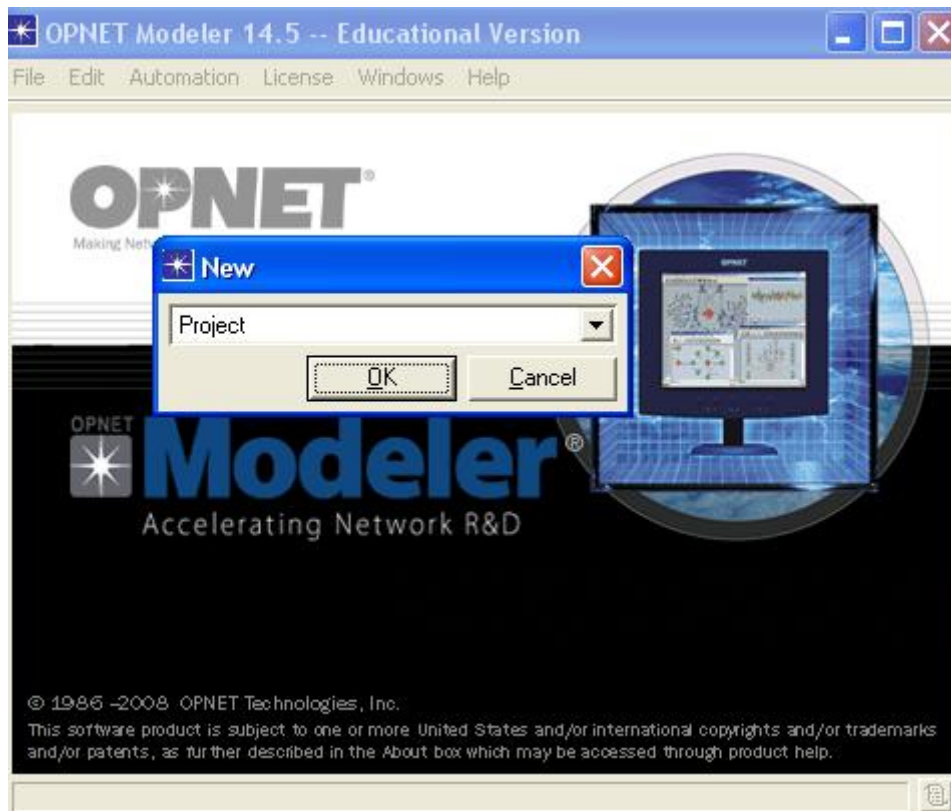 OPNET Modeler 14.5 -- Educational Version
File Edit Automation License Windows Help
OPNET®
Making Netw
New
Project
OK Cancel
OPNET
OPNET
Modeler®
Accelerating Network R&D
© 1986 –2008 OPNET Technologies, Inc.
This software product is subject to one or more United States and/or international copyrights and/or trademarks
and/or patents, as further described in the About box which may be accessed through product help.